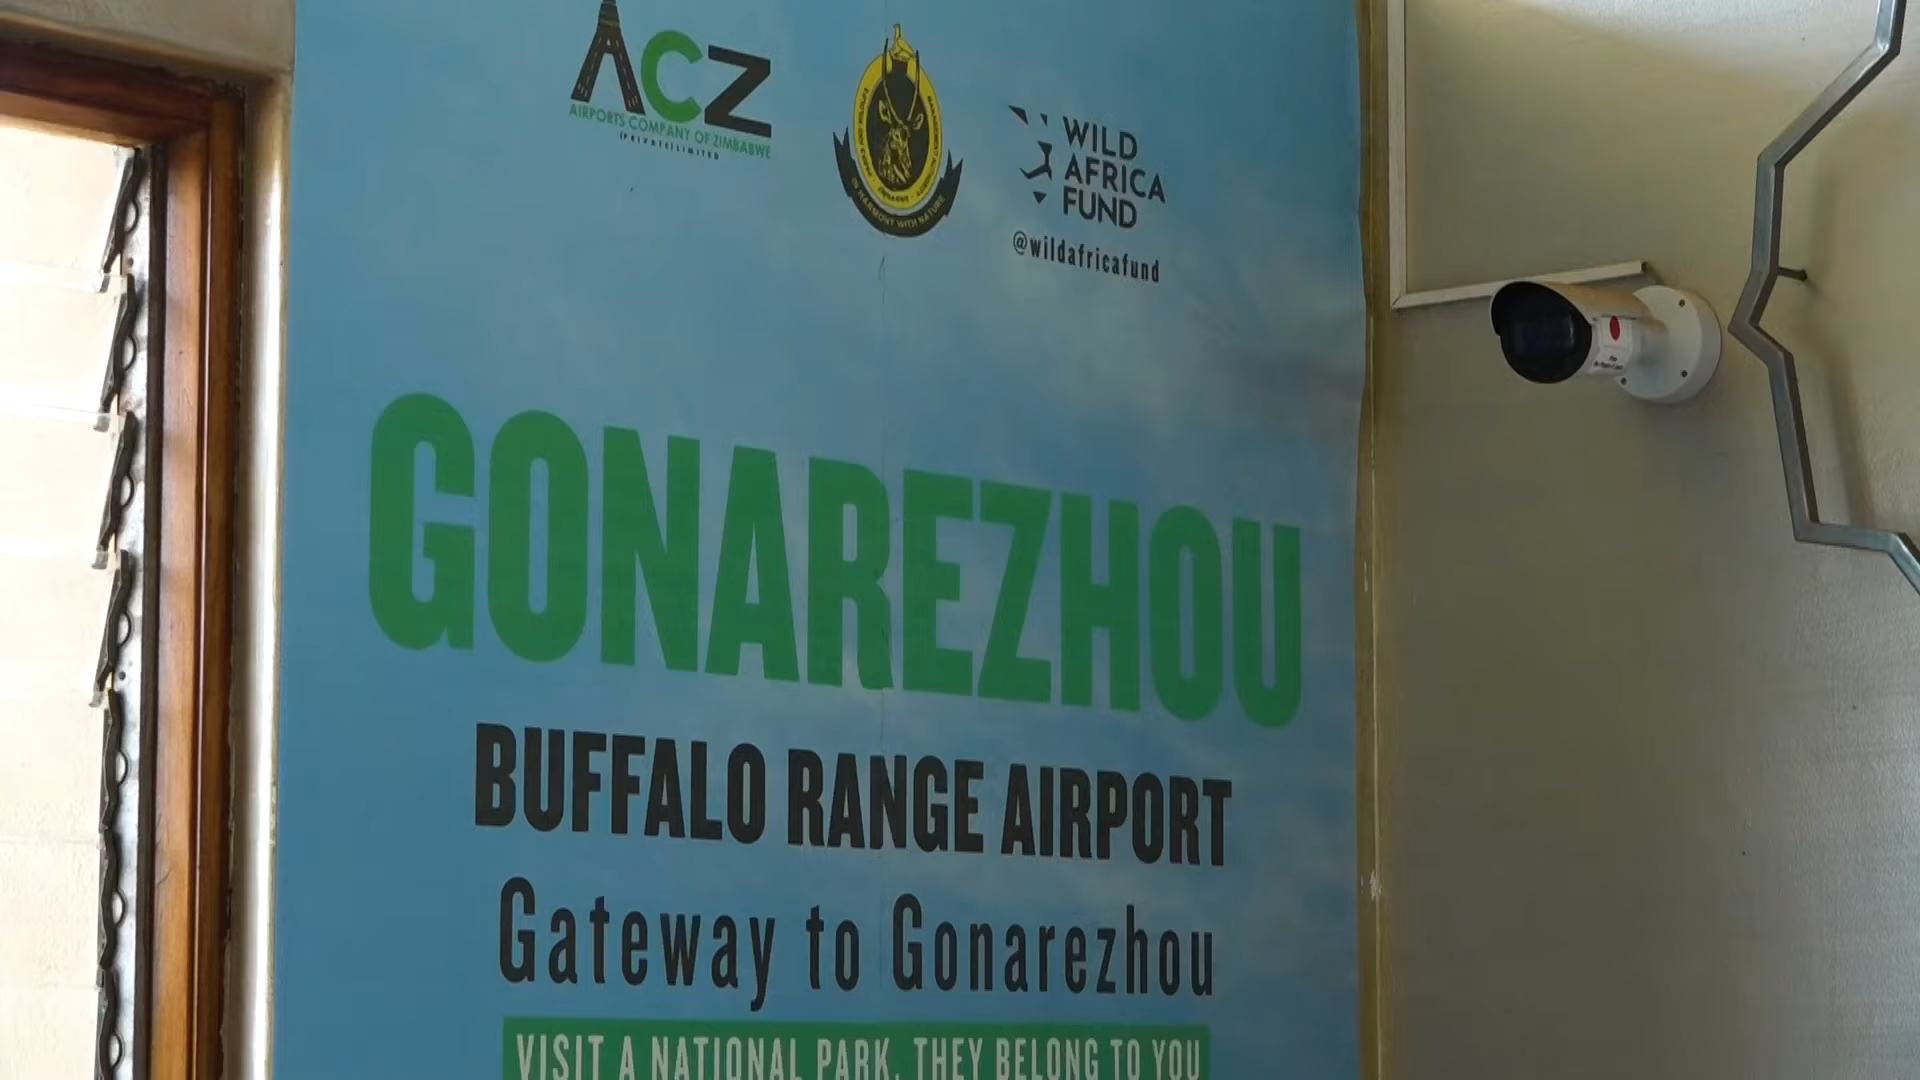 ACZ
AIRPORTS COMPANY OF ZIMBABWE
(PRIVATE) LIMITED
IN HARMONY WITH NATURE
WILD
AFRICA
FUND
@wildafricafund
GONAREZHOU
BUFFALO RANGE AIRPORT
Gateway to Gonarezhou
VISIT A NATIONAL PARK, THEY BELONG TO YOU